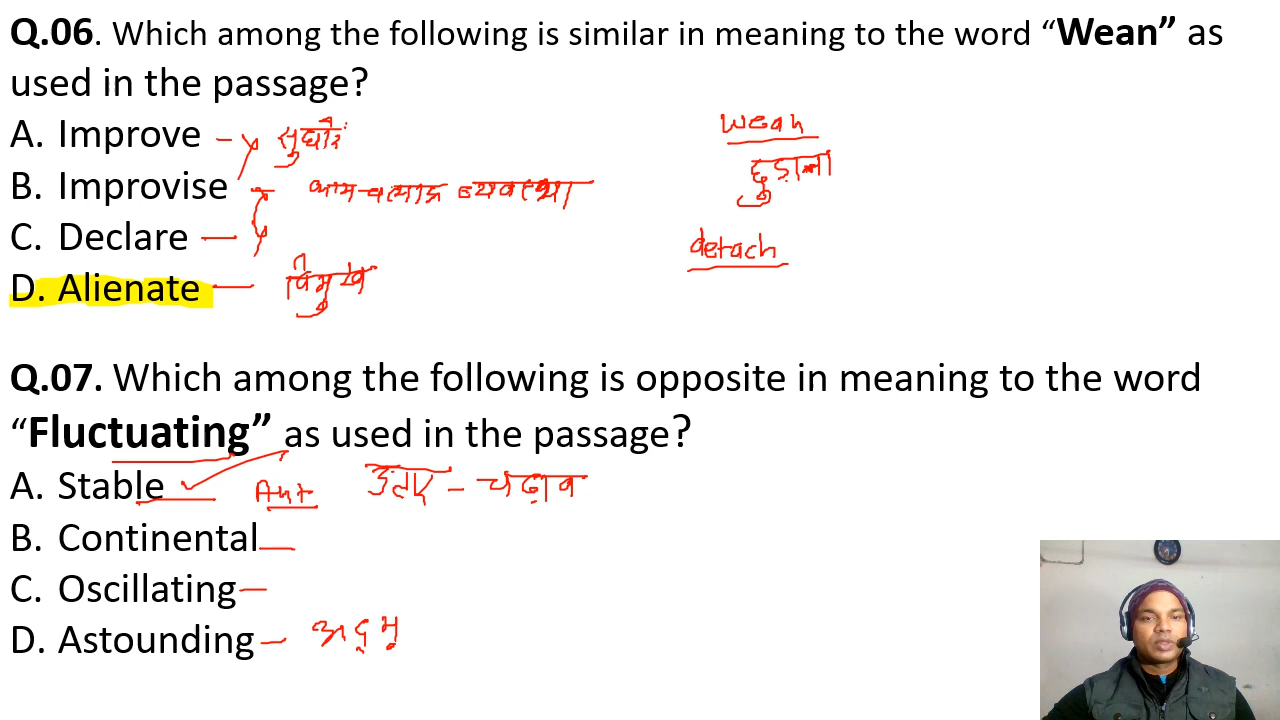 Q.06. Which among the following is similar in meaning to the word “Wean” as
used in the passage?
A. Improve – सुधार
B. Improvise – व्यवस्था
C. Declare –
D. Alienate – विमुख
wean
छुड़ाना
detach
Q.07. Which among the following is opposite in meaning to the word
“Fluctuating” as used in the passage?
A. Stable Ant उतार – चढ़ाव
B. Continental –
C. Oscillating –
D. Astounding –